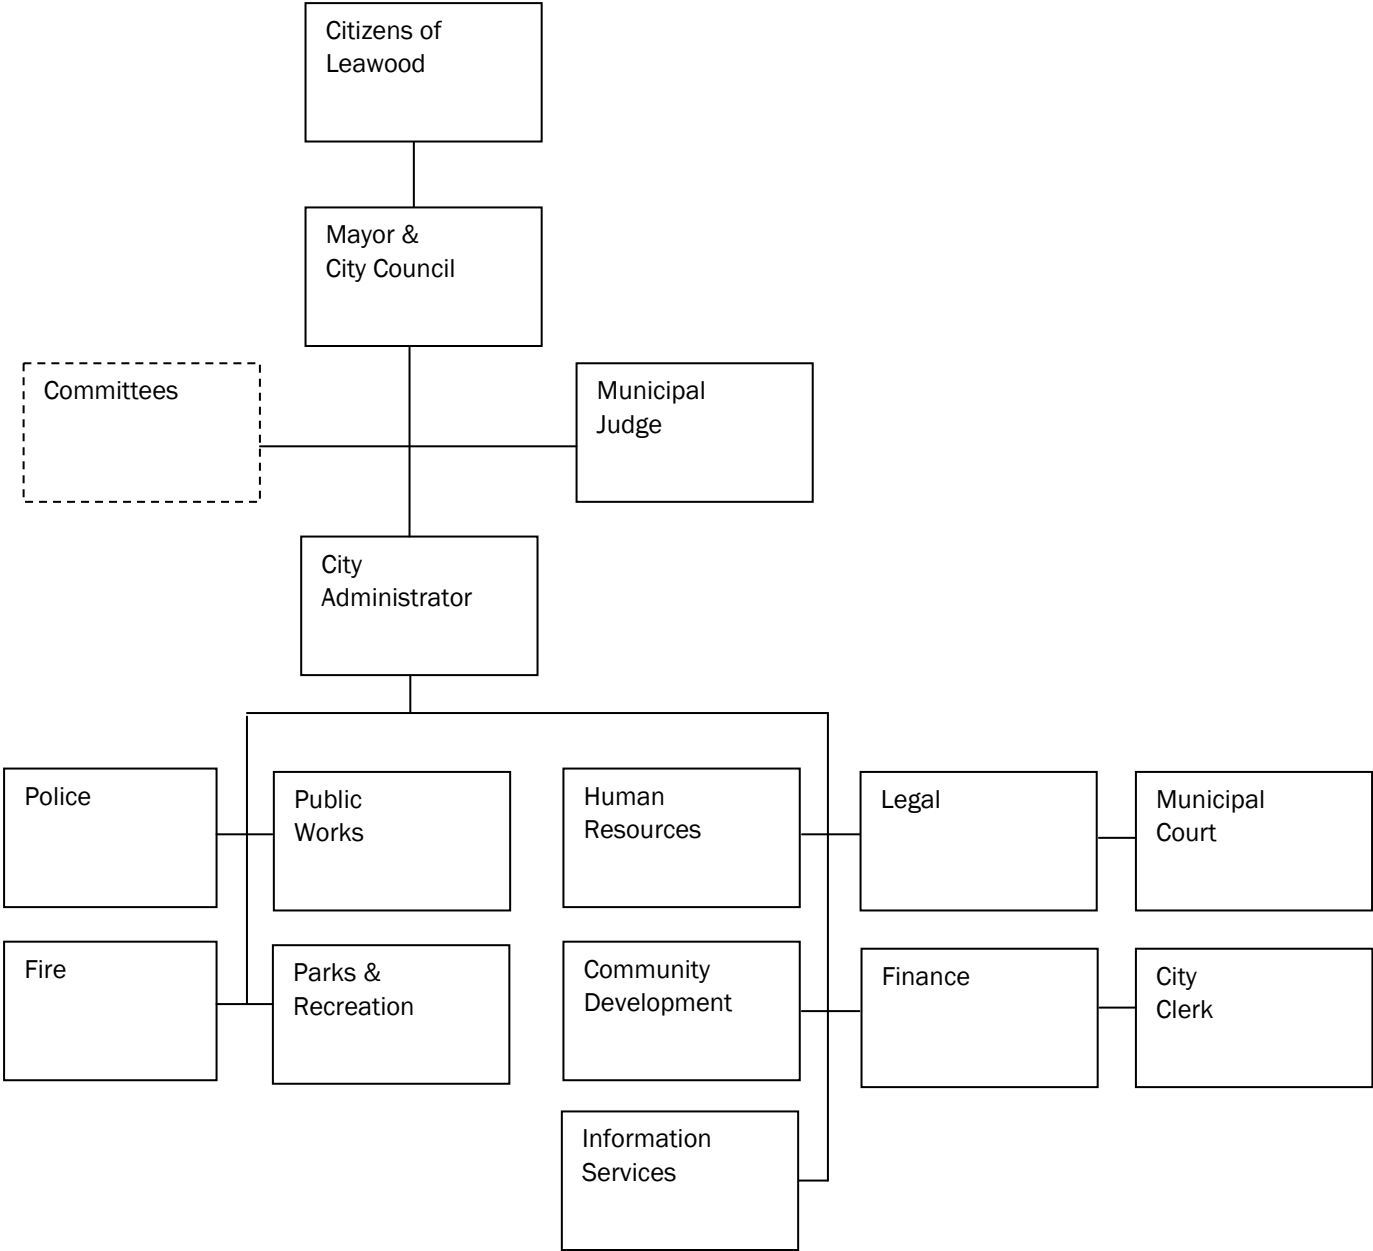 Citizens of
Leawood
Mayor &
City Council
Committees
Municipal
Judge
City
Administrator
Police
Public
Works
Human
Resources
Legal
Municipal
Court
Fire
Parks &
Recreation
Community
Development
Finance
City
Clerk
Information
Services